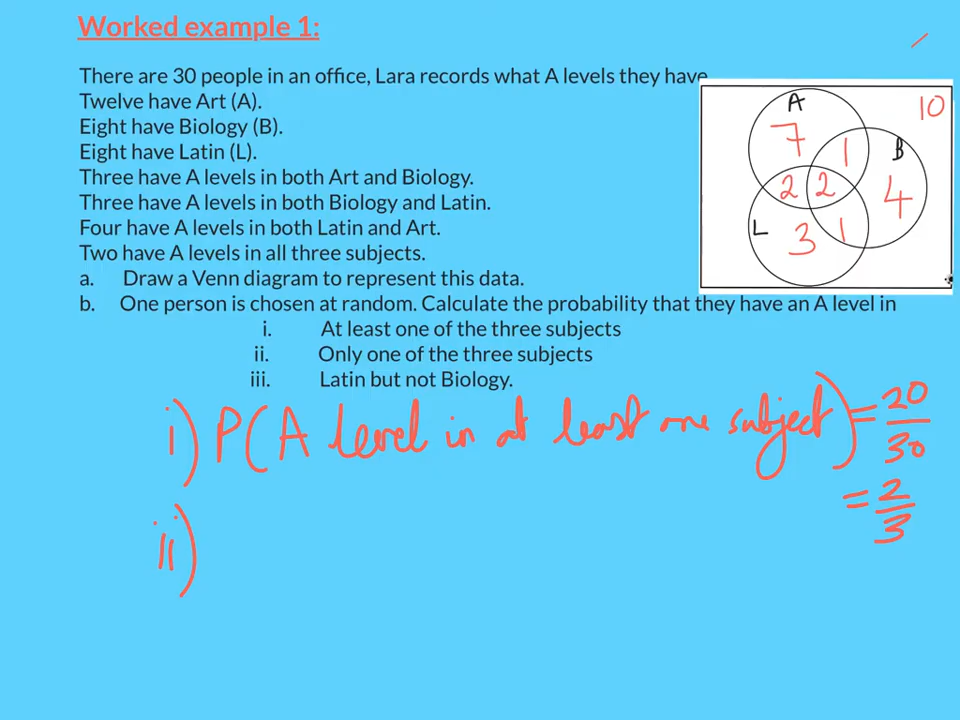 Worked example 1:
There are 30 people in an office, Lara records what A levels they have
Twelve have Art (A).
Eight have Biology (B).
Eight have Latin (L).
Three have A levels in both Art and Biology.
Three have A levels in both Biology and Latin.
Four have A levels in both Latin and Art.
Two have A levels in all three subjects.
a. Draw a Venn diagram to represent this data.
b. One person is chosen at random. Calculate the probability that they have an A level in
i. At least one of the three subjects
ii. Only one of the three subjects
iii. Latin but not Biology.
A
10
7
1
B
2
2
4
L
3
1
i) P(A level in at least one subject) = 20/30
= 2/3
ii)